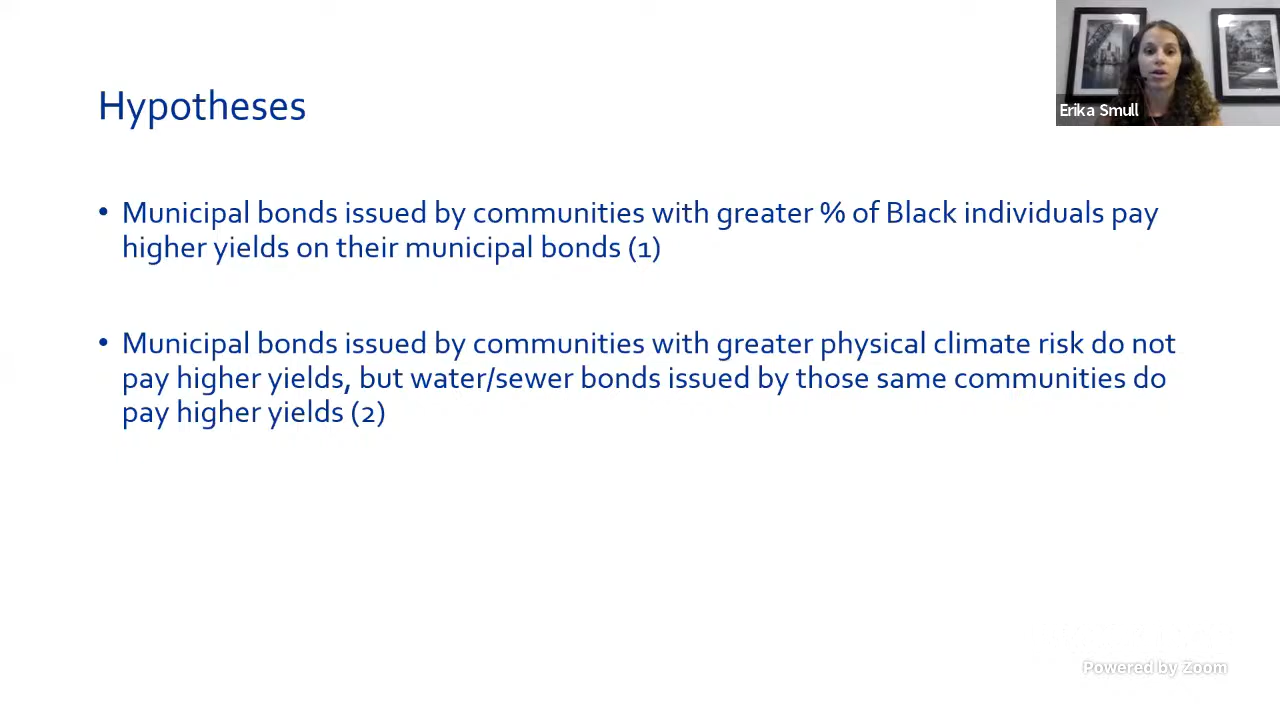 Erika Smull
Hypotheses
• Municipal bonds issued by communities with greater % of Black individuals pay
higher yields on their municipal bonds (1)
• Municipal bonds issued by communities with greater physical climate risk do not
pay higher yields, but water/sewer bonds issued by those same communities do
pay higher yields (2)
Powered by Zoom